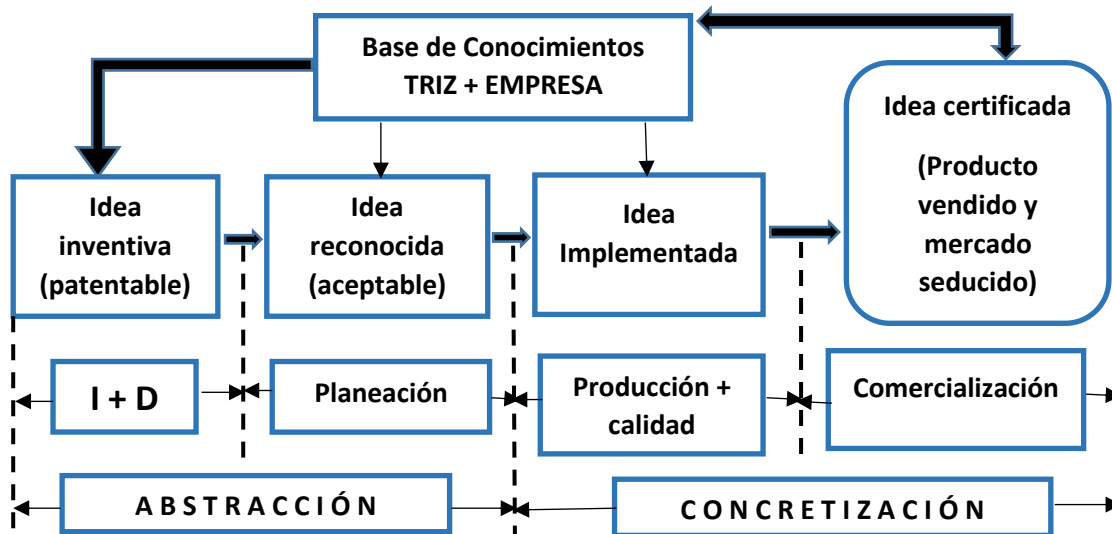 Base de Conocimientos
TRIZ + EMPRESA
Idea certificada
(Producto
vendido y
mercado
seducido)
Idea
inventiva
(patentable)
Idea
reconocida
(aceptable)
Idea
Implementada
I + D
Planeación
Producción +
calidad
Comercialización
A B S T R A C C I Ó N
C O N C R E T I Z A C I Ó N